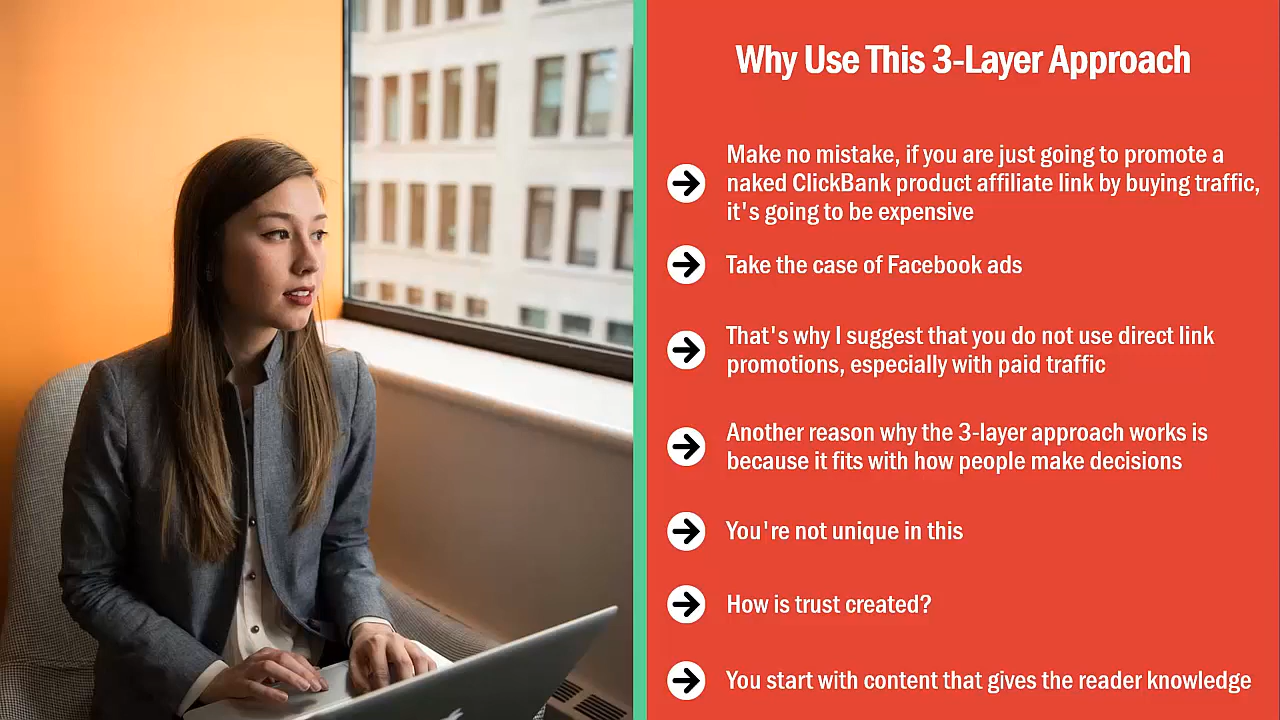 Why Use This 3-Layer Approach
Make no mistake, if you are just going to promote a
naked ClickBank product affiliate link by buying traffic,
it's going to be expensive
Take the case of Facebook ads
That's why I suggest that you do not use direct link
promotions, especially with paid traffic
Another reason why the 3-layer approach works is
because it fits with how people make decisions
You're not unique in this
How is trust created?
You start with content that gives the reader knowledge